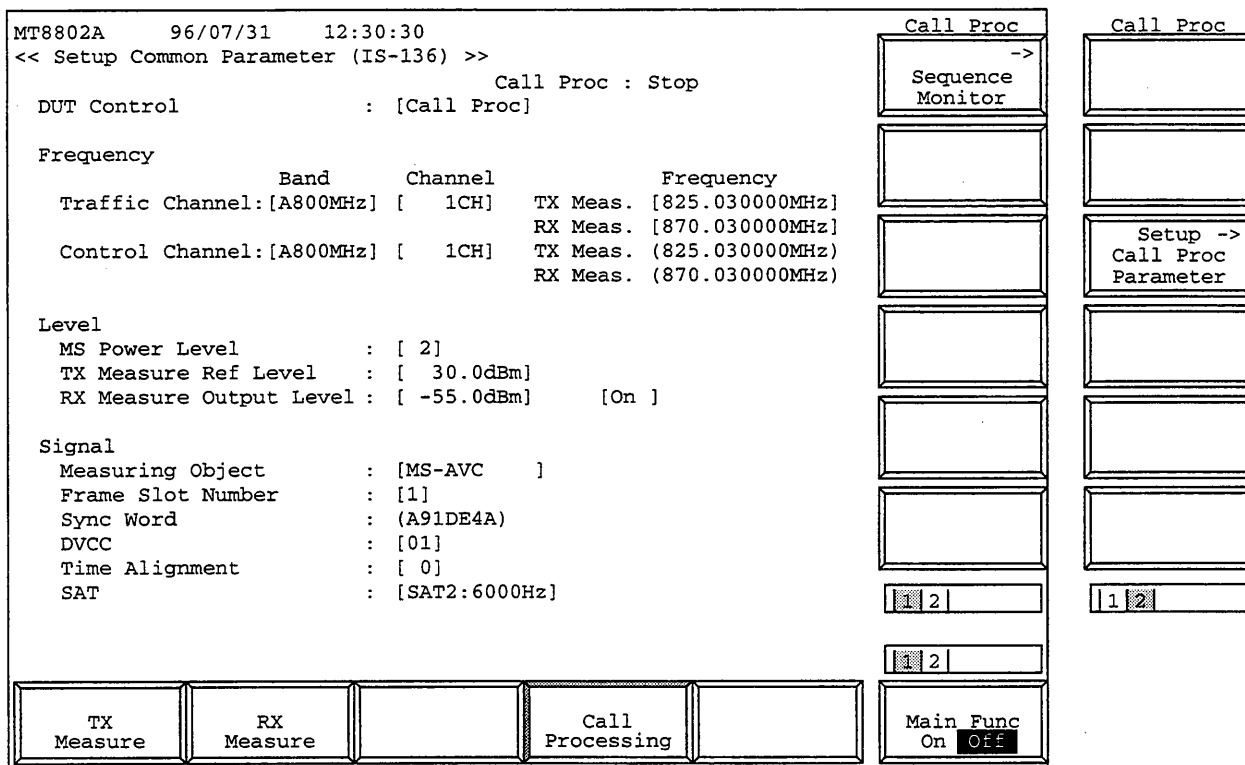 MT8802A 96/07/31 12:30:30
<< Setup Common Parameter (IS-136) >>
Call Proc : Stop
DUT Control : [Call Proc]
Frequency
Band Channel Frequency
Traffic Channel:[A800MHz] [ 1CH] TX Meas. [825.030000MHz]
RX Meas. [870.030000MHz]
Control Channel:[A800MHz] [ 1CH] TX Meas. (825.030000MHz)
RX Meas. (870.030000MHz)
Level
MS Power Level : [ 2]
TX Measure Ref Level : [ 30.0dBm]
RX Measure Output Level : [ -55.0dBm] [On ]
Signal
Measuring Object : [MS-AVC ]
Frame Slot Number : [1]
Sync Word : (A91DE4A)
DVCC : [01]
Time Alignment : [ 0]
SAT : [SAT2:6000Hz]
TX
Measure
RX
Measure
Call
Processing
Call Proc
->
Sequence
Monitor
1 2
1 2
Main Func
On Off
Call Proc
Setup ->
Call Proc
Parameter
1 2